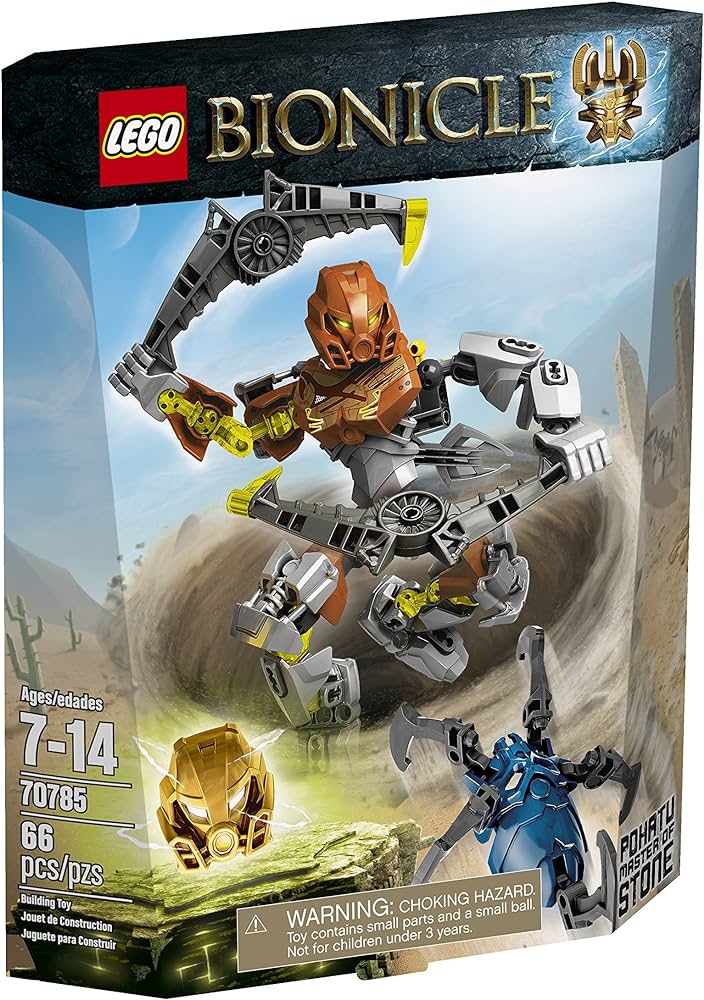 LEGO BIONICLE
Ages/edades
7-14
70785
66
pcs/pzs
Building Toy
Jouet de Construction
Juguete para Construir
WARNING: CHOKING HAZARD.
Toy contains small parts and a small ball.
Not for children under 3 years.
POHATU
MASTER OF
STONE